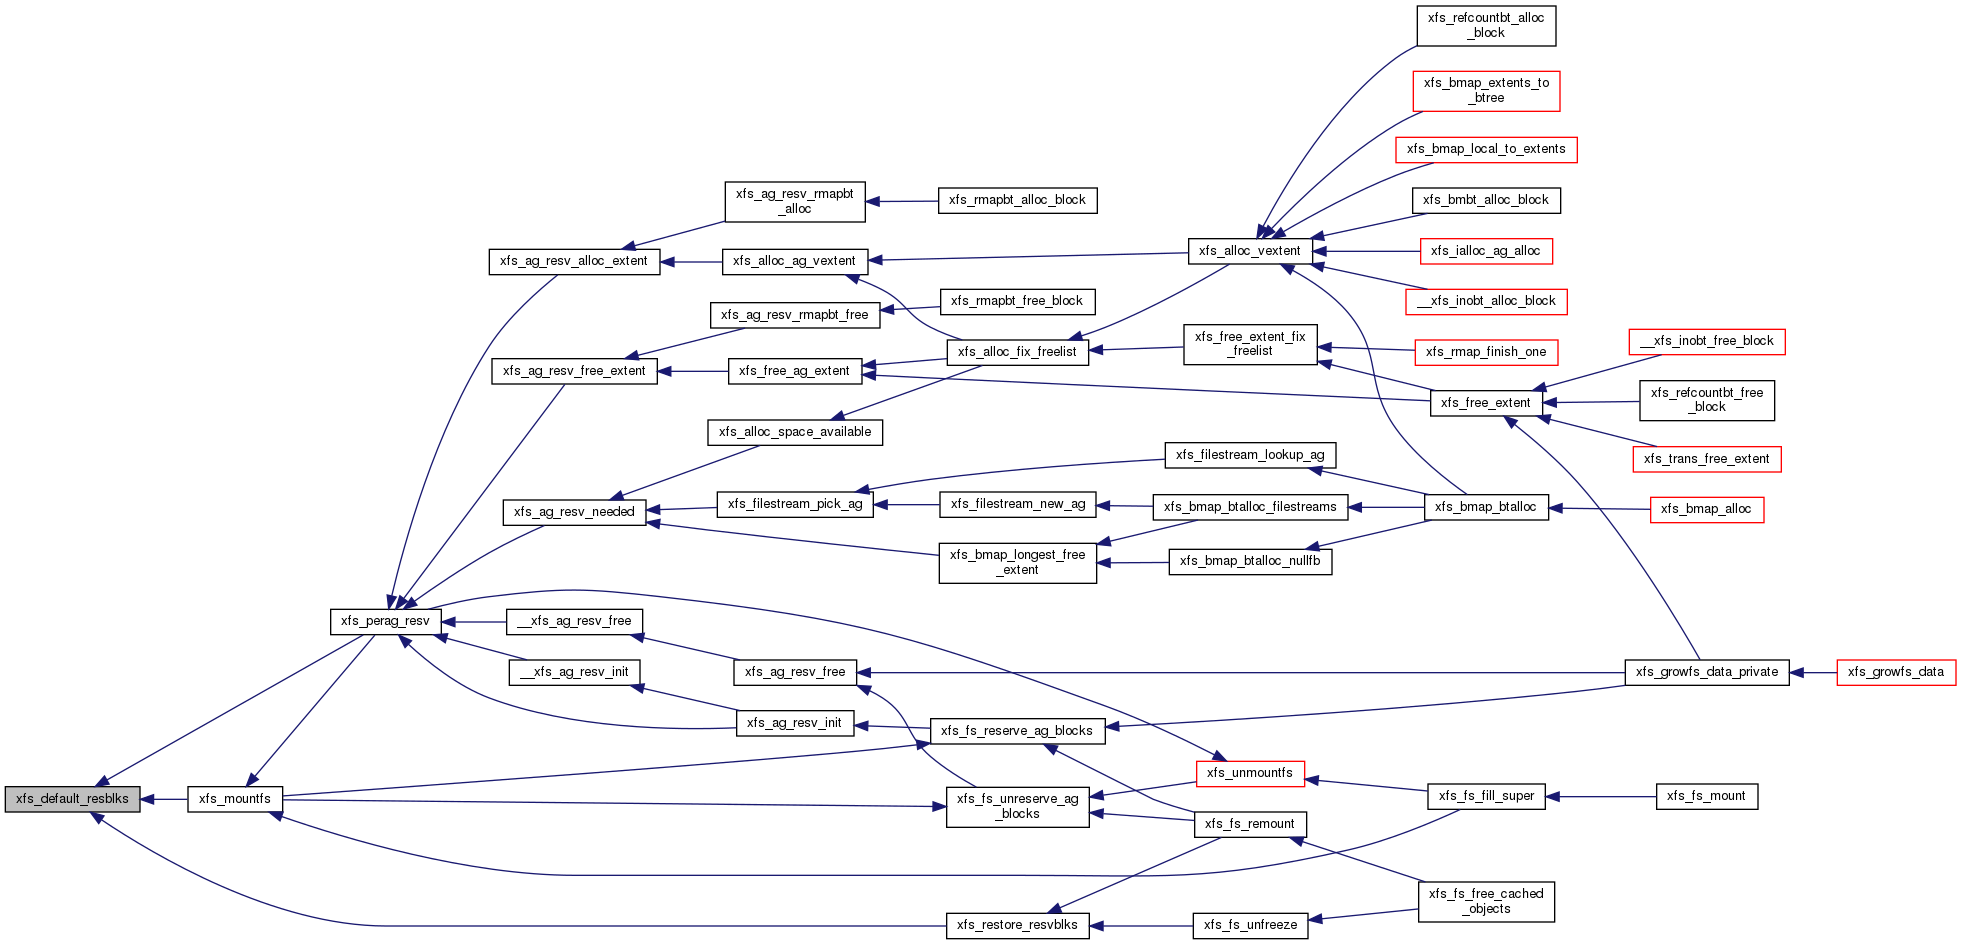 xfs_refcountbt_alloc
_block
xfs_bmap_extents_to
_btree
xfs_bmap_local_to_extents
xfs_ag_resv_rmapbt
_alloc
xfs_rmapbt_alloc_block
xfs_bmbt_alloc_block
xfs_ag_resv_alloc_extent
xfs_alloc_ag_vextent
xfs_alloc_vextent
xfs_ialloc_ag_alloc
xfs_ag_resv_rmapbt_free
xfs_rmapbt_free_block
__xfs_inobt_alloc_block
xfs_ag_resv_free_extent
xfs_free_ag_extent
xfs_alloc_fix_freelist
xfs_free_extent_fix
_freelist
xfs_rmap_finish_one
__xfs_inobt_free_block
xfs_free_extent
xfs_refcountbt_free
_block
xfs_alloc_space_available
xfs_trans_free_extent
xfs_filestream_lookup_ag
xfs_ag_resv_needed
xfs_filestream_pick_ag
xfs_filestream_new_ag
xfs_bmap_btalloc_filestreams
xfs_bmap_btalloc
xfs_bmap_alloc
xfs_bmap_longest_free
_extent
xfs_bmap_btalloc_nullfb
xfs_perag_resv
__xfs_ag_resv_free
__xfs_ag_resv_init
xfs_ag_resv_free
xfs_growfs_data_private
xfs_growfs_data
xfs_ag_resv_init
xfs_fs_reserve_ag_blocks
xfs_unmountfs
xfs_default_resblks
xfs_mountfs
xfs_fs_unreserve_ag
_blocks
xfs_fs_fill_super
xfs_fs_mount
xfs_fs_remount
xfs_fs_free_cached
_objects
xfs_restore_resvblks
xfs_fs_unfreeze